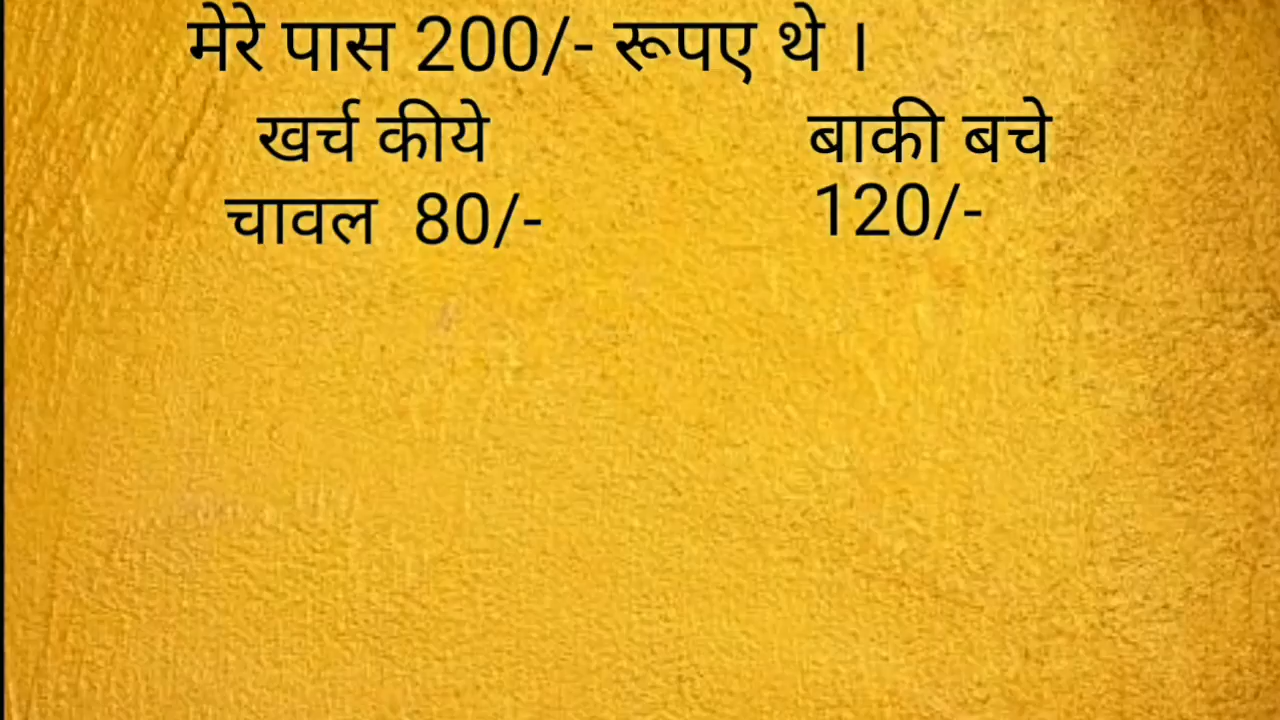 मेरे पास 200/- रूपए थे ।
खर्च कीये बाकी बचे
चावल 80/- 120/-